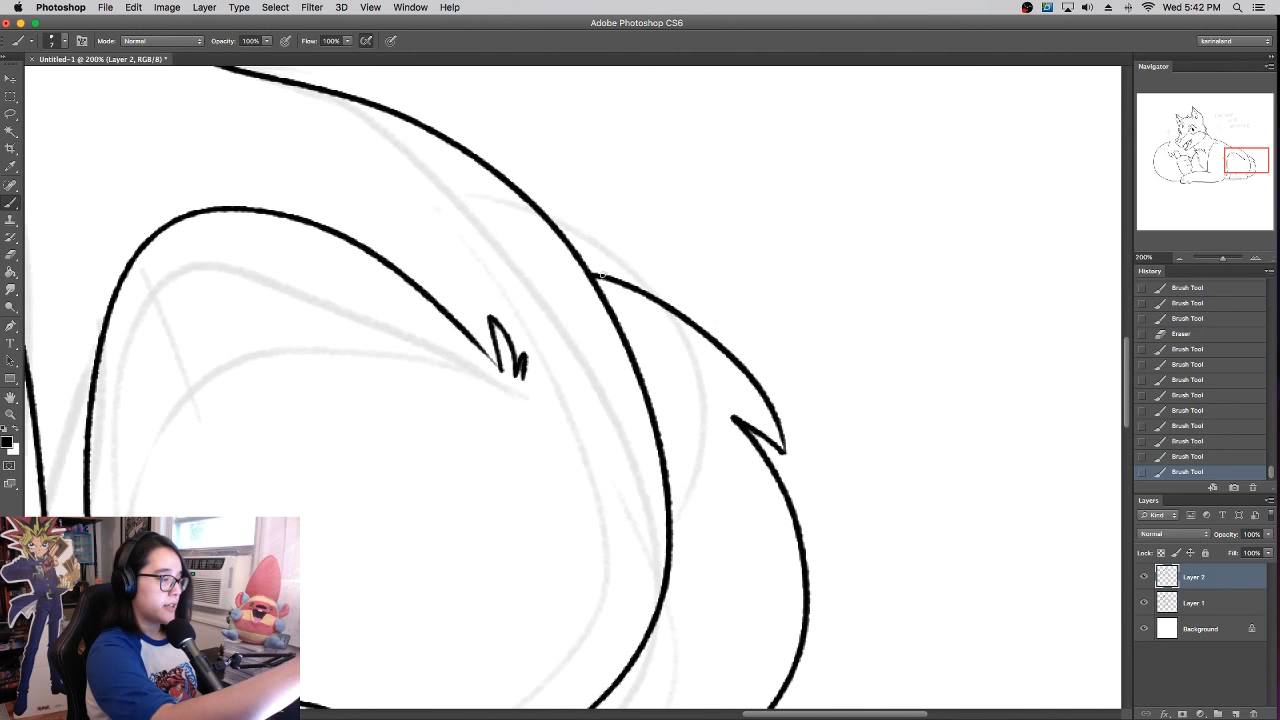 Photoshop File Edit Image Layer Type Select Filter 3D View Window Help Wed 5:42 PM
Adobe Photoshop CS6
7 Mode: Normal Opacity: 100% Flow: 100% karinaland
× Untitled-1 @ 200% (Layer 2, RGB/8) *
Navigator
200%
History
Brush Tool
Brush Tool
Brush Tool
Eraser
Brush Tool
Brush Tool
Brush Tool
Brush Tool
Brush Tool
Brush Tool
Brush Tool
Brush Tool
Brush Tool
Layers
Kind
Normal Opacity: 100%
Lock: Fill: 100%
Layer 2
Layer 1
Background